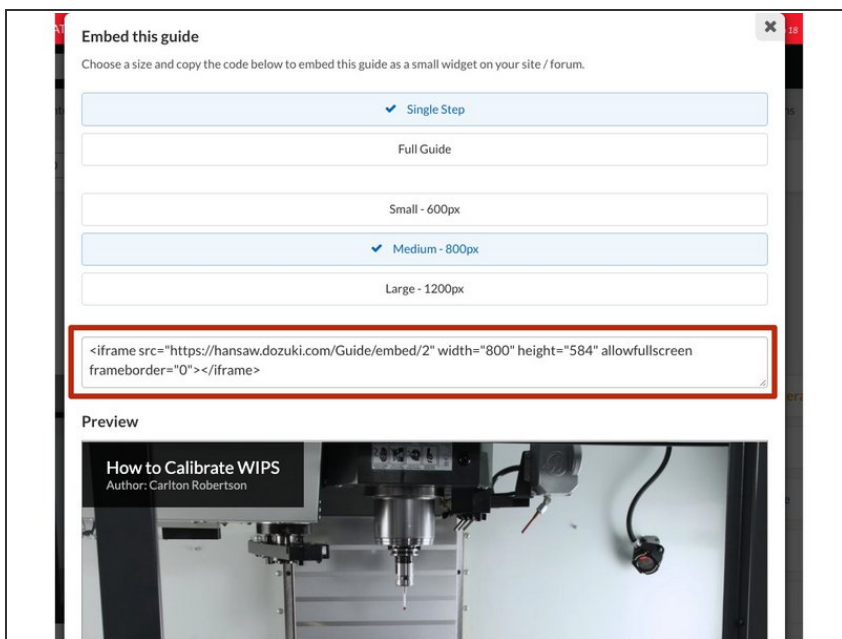 Embed this guide
Choose a size and copy the code below to embed this guide as a small widget on your site / forum.
Single Step
Full Guide
Small - 600px
Medium - 800px
Large - 1200px
<iframe src="https://hansaw.dozuki.com/Guide/embed/2" width="800" height="584" allowfullscreen
frameborder="0"></iframe>
Preview
How to Calibrate WIPS
Author: Carlton Robertson